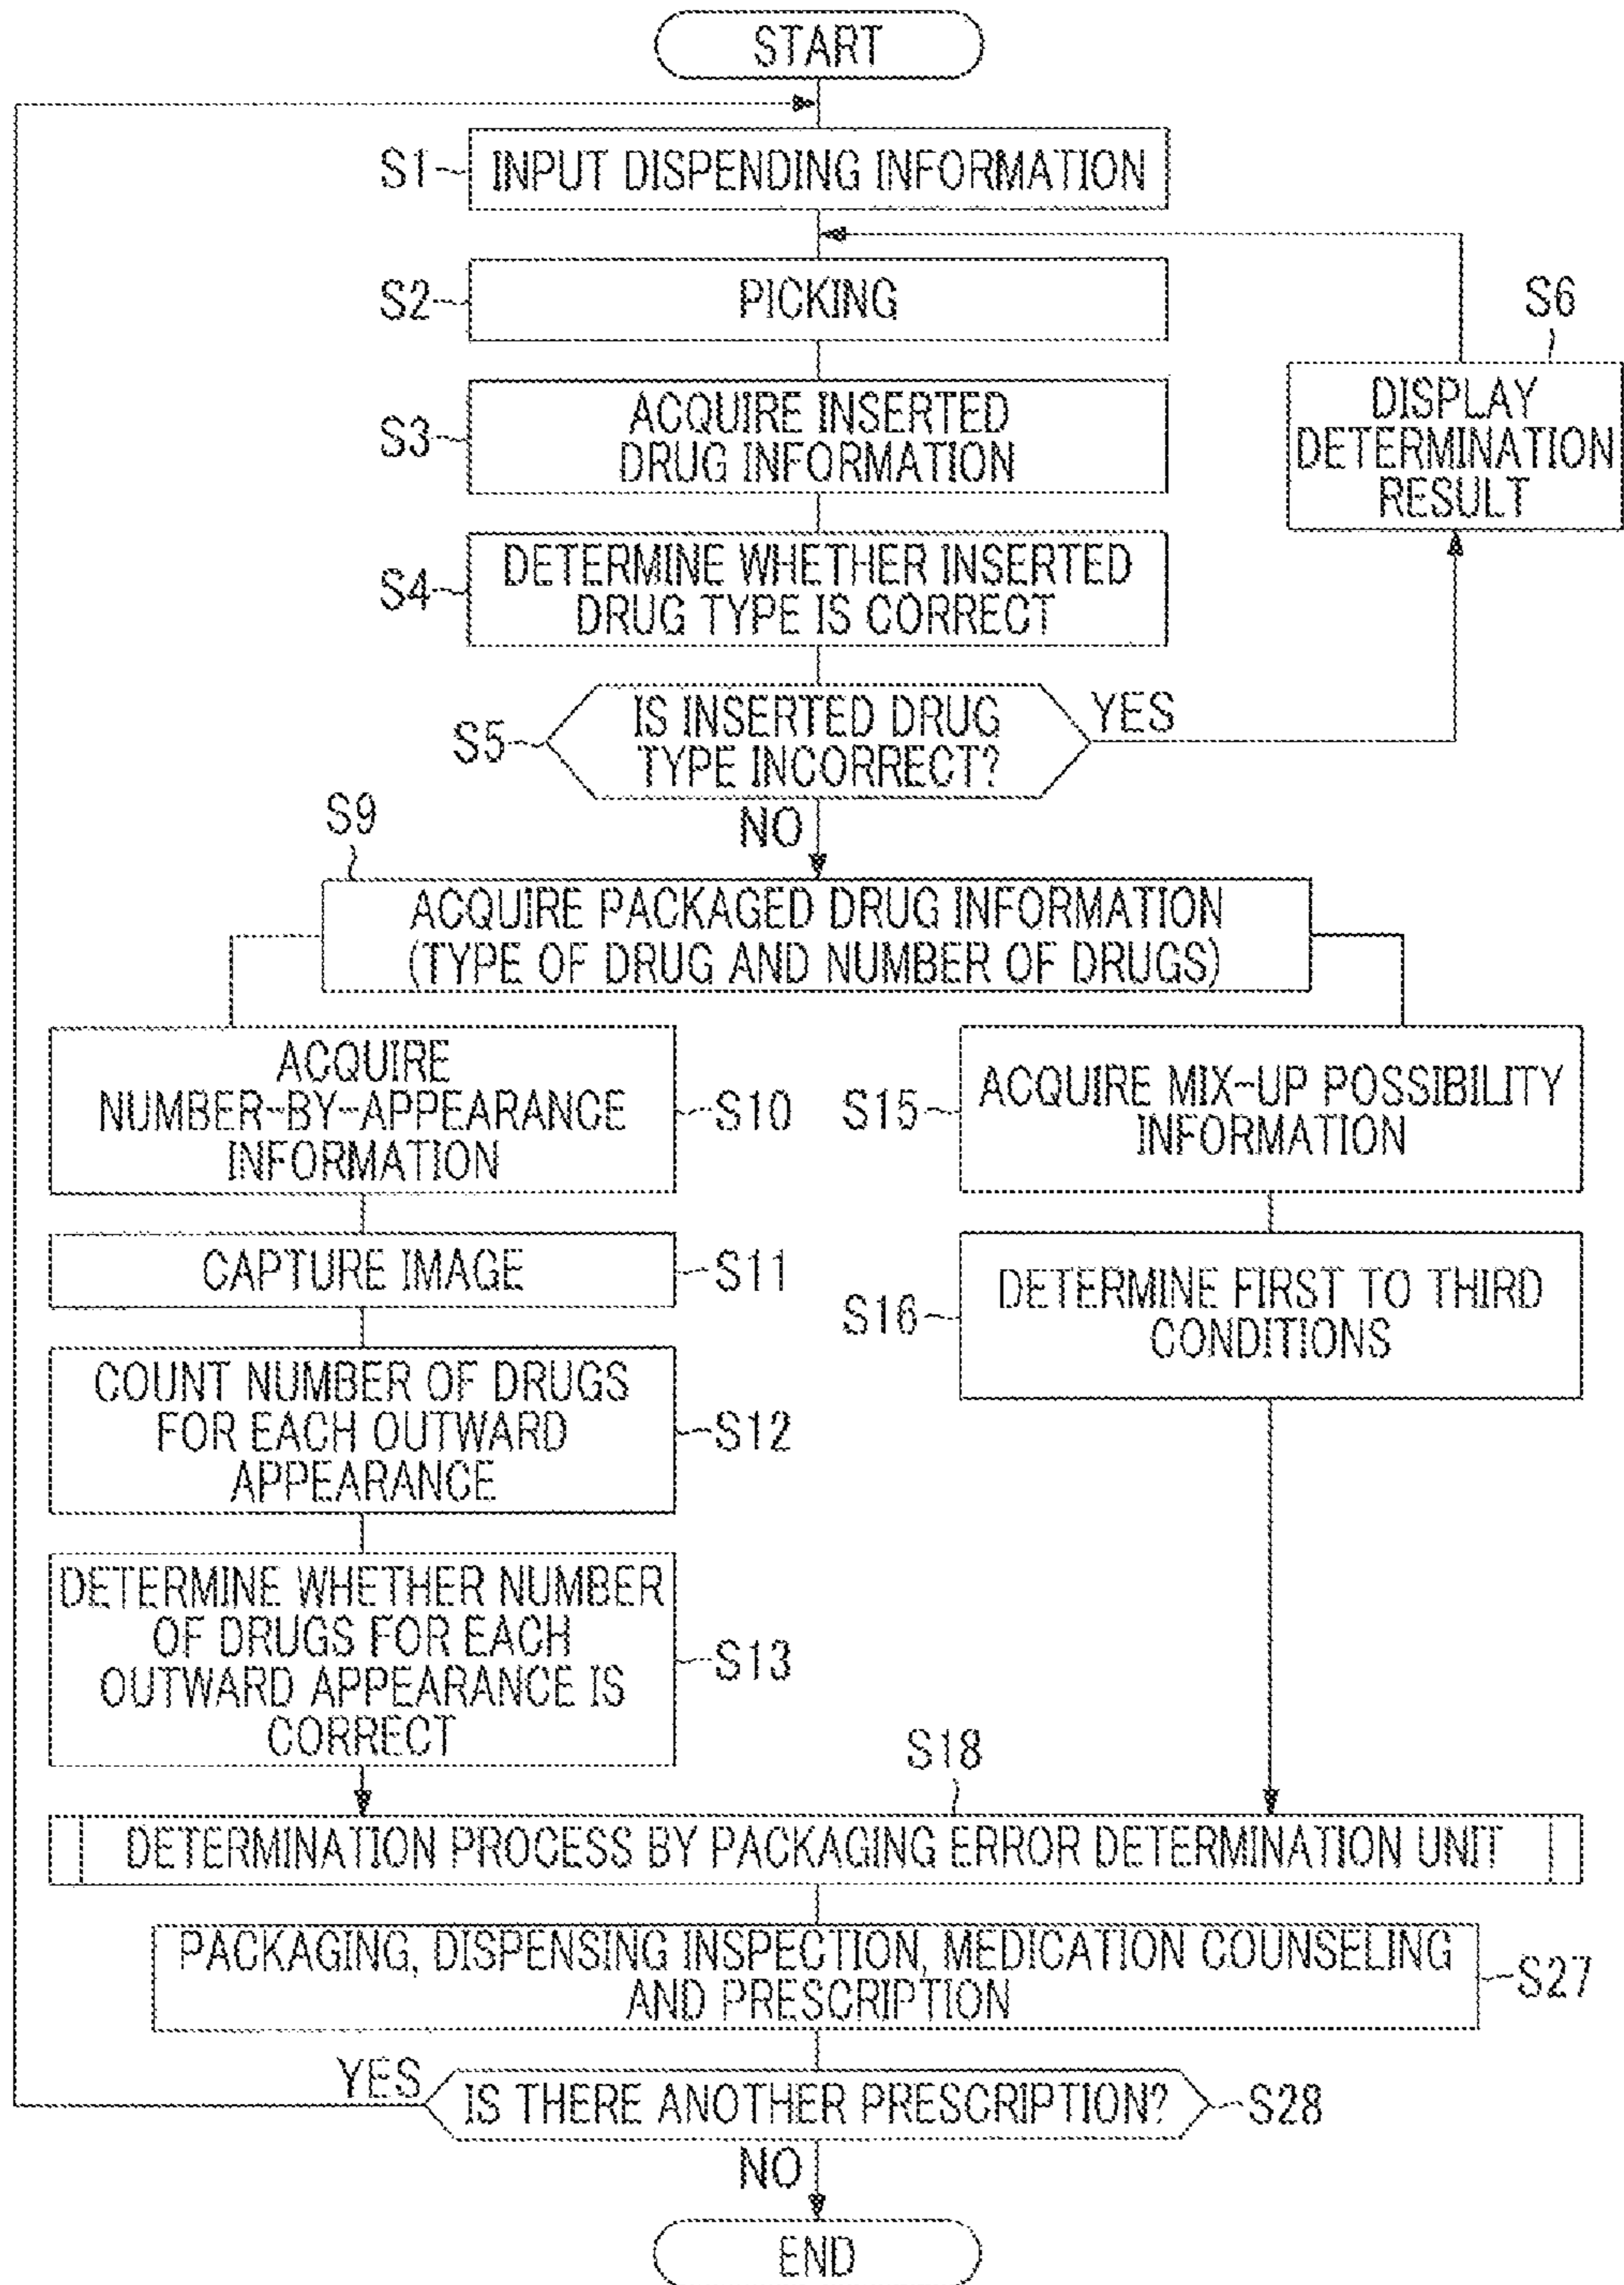 START
S1
INPUT DISPENDING INFORMATION
S2
PICKING
S6
DISPLAY
DETERMINATION
RESULT
S3
ACQUIRE INSERTED
DRUG INFORMATION
S4
DETERMINE WHETHER INSERTED
DRUG TYPE IS CORRECT
S5
IS INSERTED DRUG
TYPE INCORRECT?
YES
NO
S9
ACQUIRE PACKAGED DRUG INFORMATION
(TYPE OF DRUG AND NUMBER OF DRUGS)
ACQUIRE
NUMBER-BY-APPEARANCE
INFORMATION
S10
S15
ACQUIRE MIX-UP POSSIBILITY
INFORMATION
CAPTURE IMAGE
S11
S16
DETERMINE FIRST TO THIRD
CONDITIONS
COUNT NUMBER OF DRUGS
FOR EACH OUTWARD
APPEARANCE
S12
DETERMINE WHETHER NUMBER
OF DRUGS FOR EACH
OUTWARD APPEARANCE IS
CORRECT
S13
S18
DETERMINATION PROCESS BY PACKAGING ERROR DETERMINATION UNIT
PACKAGING, DISPENSING INSPECTION, MEDICATION COUNSELING
AND PRESCRIPTION
S27
YES
IS THERE ANOTHER PRESCRIPTION?
S28
NO
END